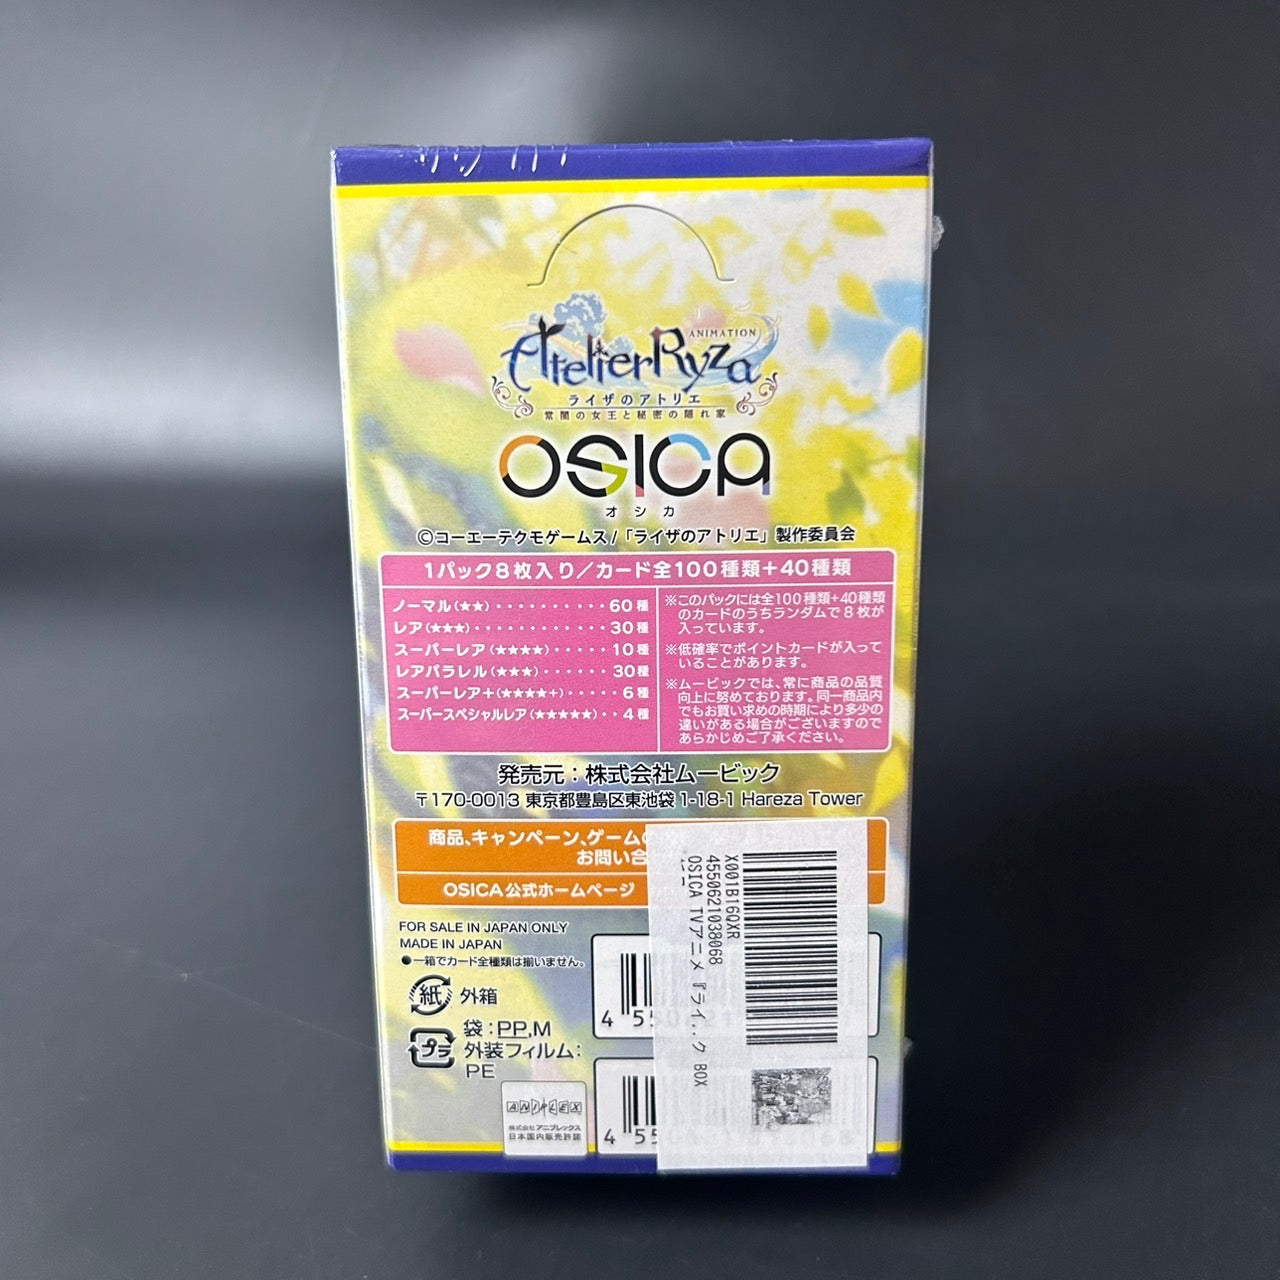 Atelier Ryza
ANIMATION
ライザのアトリエ
常闇の女王と秘密の隠れ家
OSICA
オシカ
©コーエーテクモゲームス/「ライザのアトリエ」製作委員会
1パック8枚入り/カード全100種類+40種類
ノーマル(★★)・・・・・・・・・・60種
レア(★★★)・・・・・・・・・・・・30種
スーパーレア(★★★★)・・・・・・10種
レアパラレル(★★★)・・・・・・・30種
スーパーレア+(★★★★+)・・・・・6種
スーパースペシャルレア(★★★★★)・・4種
※このパックには全100種類+40種類
のカードのうちランダムで8枚が
入っています。
※低確率でポイントカードが入って
いることがあります。
※ムービックでは、常に商品の品質
向上に努めております。同一商品内
でもお買い求めの時期により多少の
違いがある場合がございますので
あらかじめご了承ください。
発売元:株式会社ムービック
〒170-0013 東京都豊島区東池袋1-18-1 Hareza Tower
商品、キャンペーン、ゲームの
お問い合
OSICA公式ホームページ
FOR SALE IN JAPAN ONLY
MADE IN JAPAN
●一箱でカード全種類は揃いません。
紙 外箱
プラ
袋:PP,M
外装フィルム:
PE
ANIPLEX
株式会社アニプレックス
日本国内販売許諾
4 55
4 55
X001B16QXR
4550621038068
OSICA TVアニメ『ライ..ク BOX